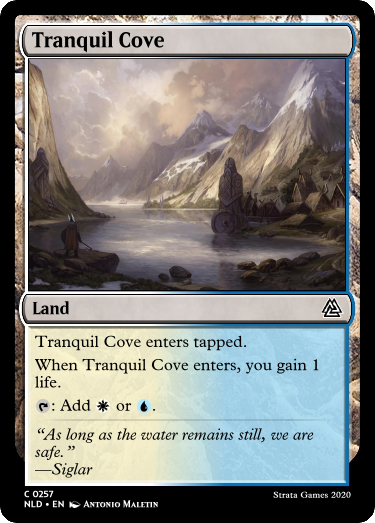 Tranquil Cove
Land
Tranquil Cove enters tapped.
When Tranquil Cove enters, you gain 1
life.
: Add or .
“As long as the water remains still, we are
safe.”
—Siglar
C 0257
NLD • EN Antonio Maletin
Strata Games 2020